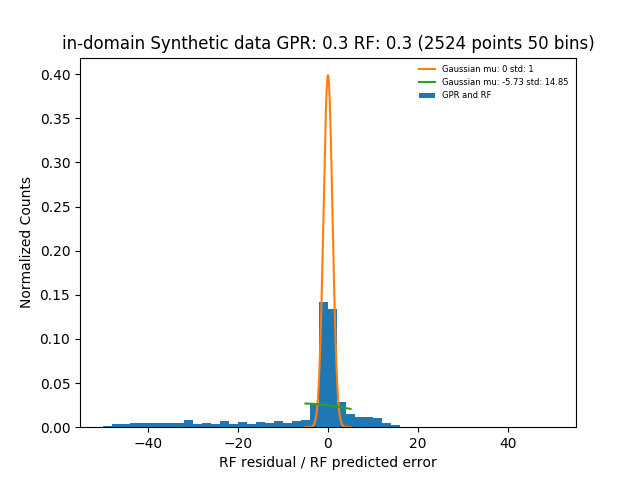 in-domain Synthetic data GPR: 0.3 RF: 0.3 (2524 points 50 bins)
Gaussian mu: 0 std: 1
Gaussian mu: -5.73 std: 14.85
GPR and RF
Normalized Counts
0.40
0.35
0.30
0.25
0.20
0.15
0.10
0.05
0.00
−40
−20
0
20
40
RF residual / RF predicted error